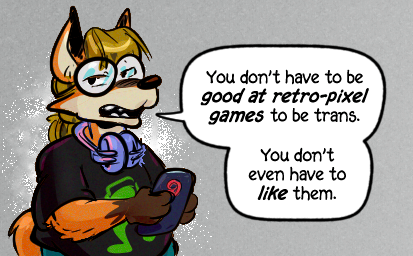 You don't have to be
good at retro-pixel
games to be trans.
You don't
even have to
like them.